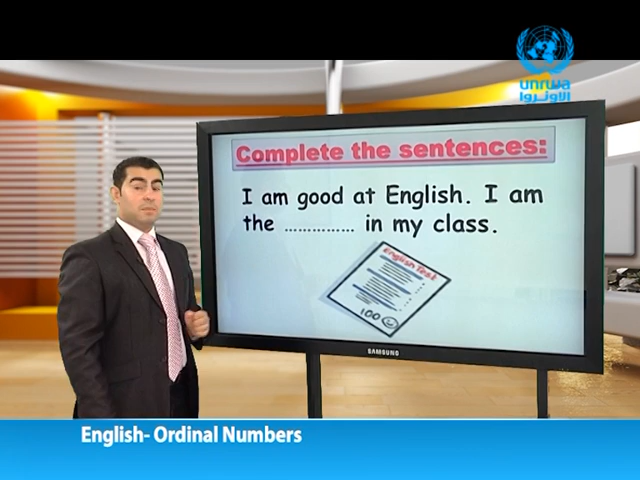 unrwa
الأونروا
Complete the sentences:
I am good at English. I am
the ............... in my class.
English Test
100
SAMSUNG
English- Ordinal Numbers